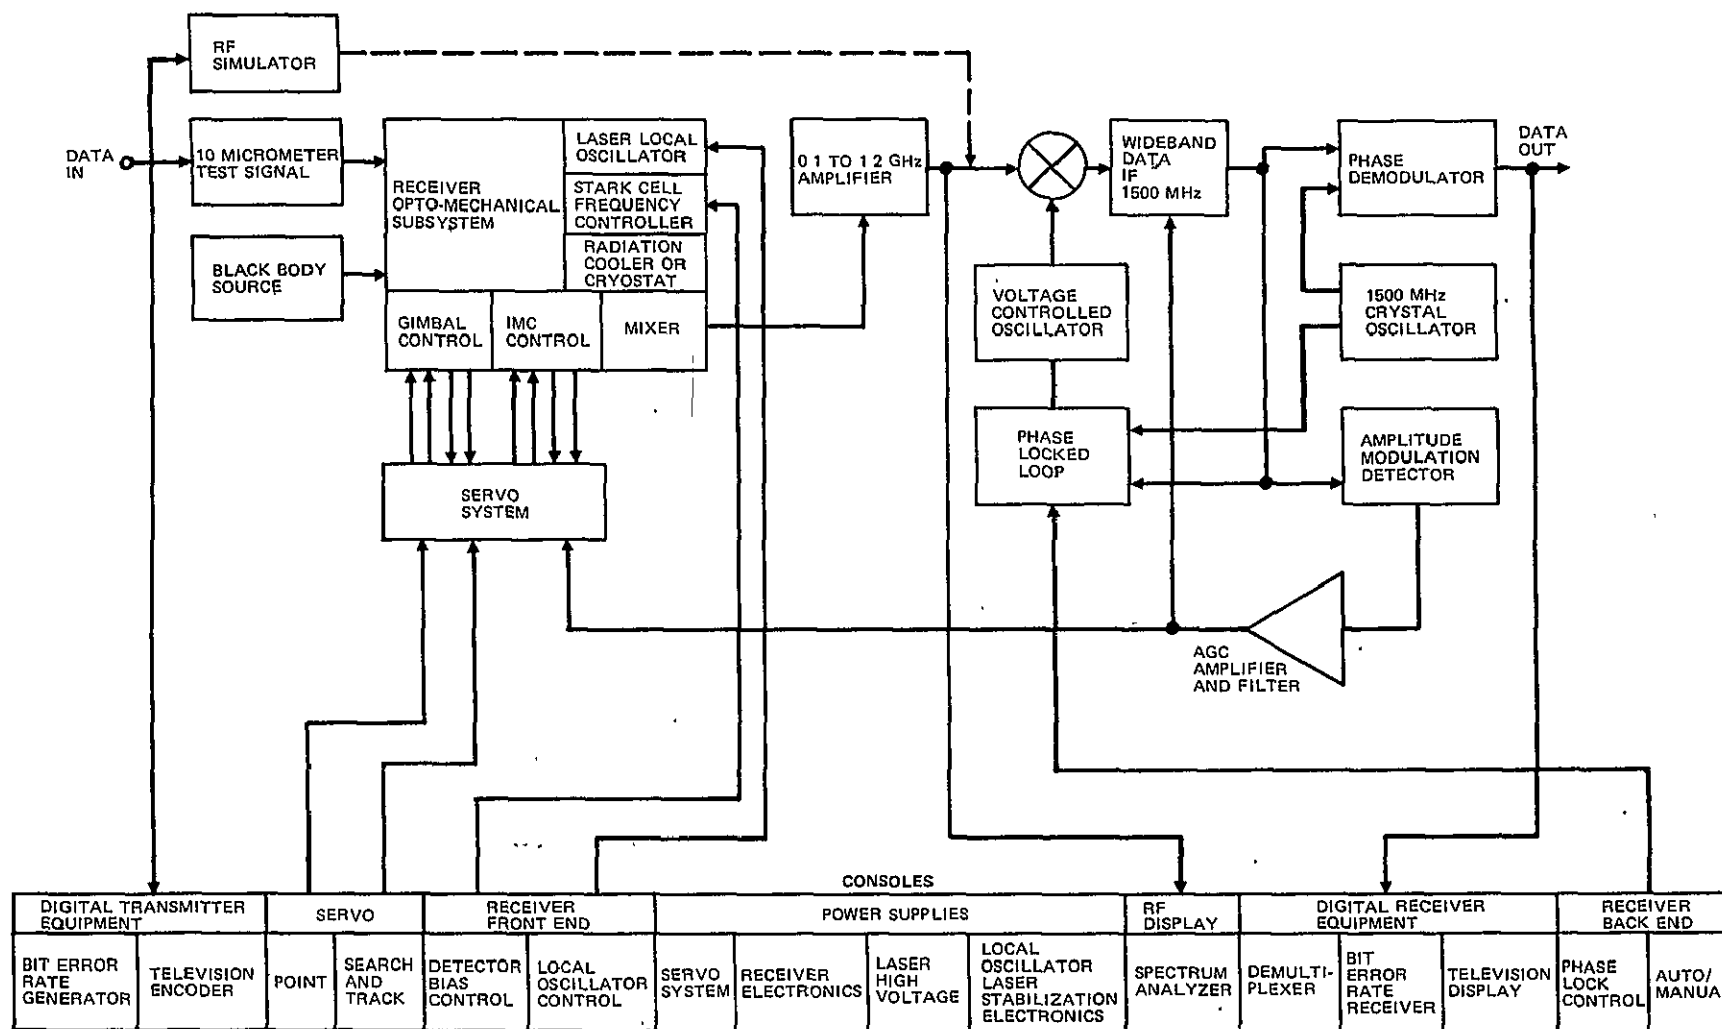 RF
SIMULATOR
DATA
IN
10 MICROMETER
TEST SIGNAL
BLACK BODY
SOURCE
RECEIVER
OPTO-MECHANICAL
SUBSYSTEM
LASER LOCAL
OSCILLATOR
STARK CELL
FREQUENCY
CONTROLLER
RADIATION
COOLER OR
CRYOSTAT
GIMBAL
CONTROL
IMC
CONTROL
MIXER
SERVO
SYSTEM
0 1 TO 1 2 GHz
AMPLIFIER
WIDEBAND
DATA
IF
1500 MHz
PHASE
DEMODULATOR
DATA
OUT
VOLTAGE
CONTROLLED
OSCILLATOR
1500 MHz
CRYSTAL
OSCILLATOR
PHASE
LOCKED
LOOP
AMPLITUDE
MODULATION
DETECTOR
AGC
AMPLIFIER
AND FILTER
CONSOLES
DIGITAL TRANSMITTER
EQUIPMENT
SERVO
RECEIVER
FRONT END
POWER SUPPLIES
RF
DISPLAY
DIGITAL RECEIVER
EQUIPMENT
RECEIVER
BACK END
BIT ERROR
RATE
GENERATOR
TELEVISION
ENCODER
POINT
SEARCH
AND
TRACK
DETECTOR
BIAS
CONTROL
LOCAL
OSCILLATOR
CONTROL
SERVO
SYSTEM
RECEIVER
ELECTRONICS
LASER
HIGH
VOLTAGE
LOCAL
OSCILLATOR
LASER
STABILIZATION
ELECTRONICS
SPECTRUM
ANALYZER
DEMULTI-
PLEXER
BIT
ERROR
RATE
RECEIVER
TELEVISION
DISPLAY
PHASE
LOCK
CONTROL
AUTO/
MANUA